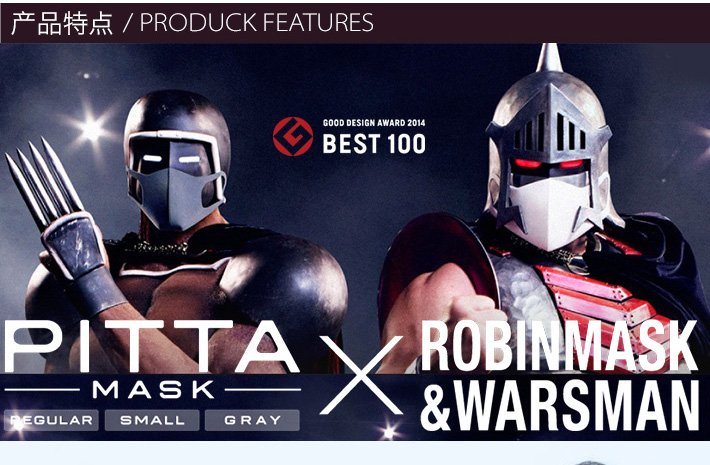 产品特点 / PRODUCK FEATURES
GOOD DESIGN AWARD 2014
BEST 100
PITTA
MASK
REGULAR SMALL GRAY
X
ROBINMASK
&WARSMAN